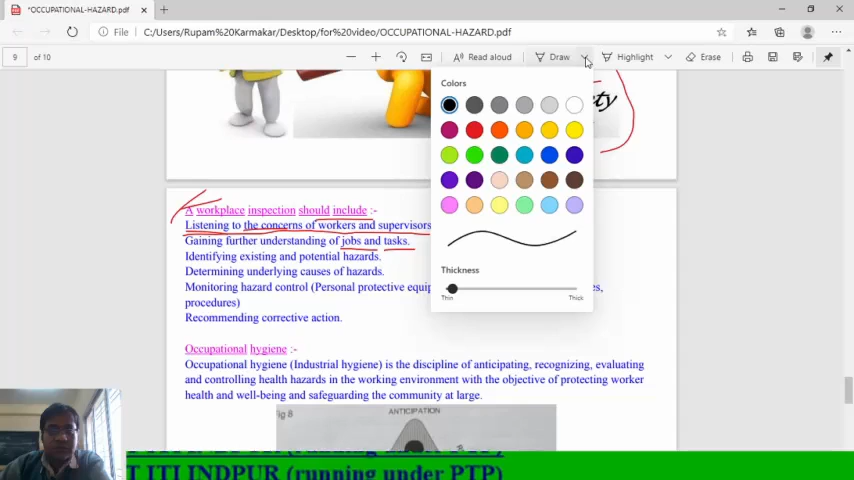 *OCCUPATIONAL-HAZARD.pdf
File C:/Users/Rupam%20Karmakar/Desktop/for%20video/OCCUPATIONAL-HAZARD.pdf
9 of 10 Read aloud Draw Highlight Erase
Colors
Thickness
Thin Thick
A workplace inspection should include :-
Listening to the concerns of workers and supervisors
Gaining further understanding of jobs and tasks.
Identifying existing and potential hazards.
Determining underlying causes of hazards.
Monitoring hazard control (Personal protective equip es,
procedures)
Recommending corrective action.
Occupational hygiene :-
Occupational hygiene (Industrial hygiene) is the discipline of anticipating, recognizing, evaluating
and controlling health hazards in the working environment with the objective of protecting worker
health and well-being and safeguarding the community at large.
ig 8
ANTICIPATION
T ITI INDPUR (running under PTP)